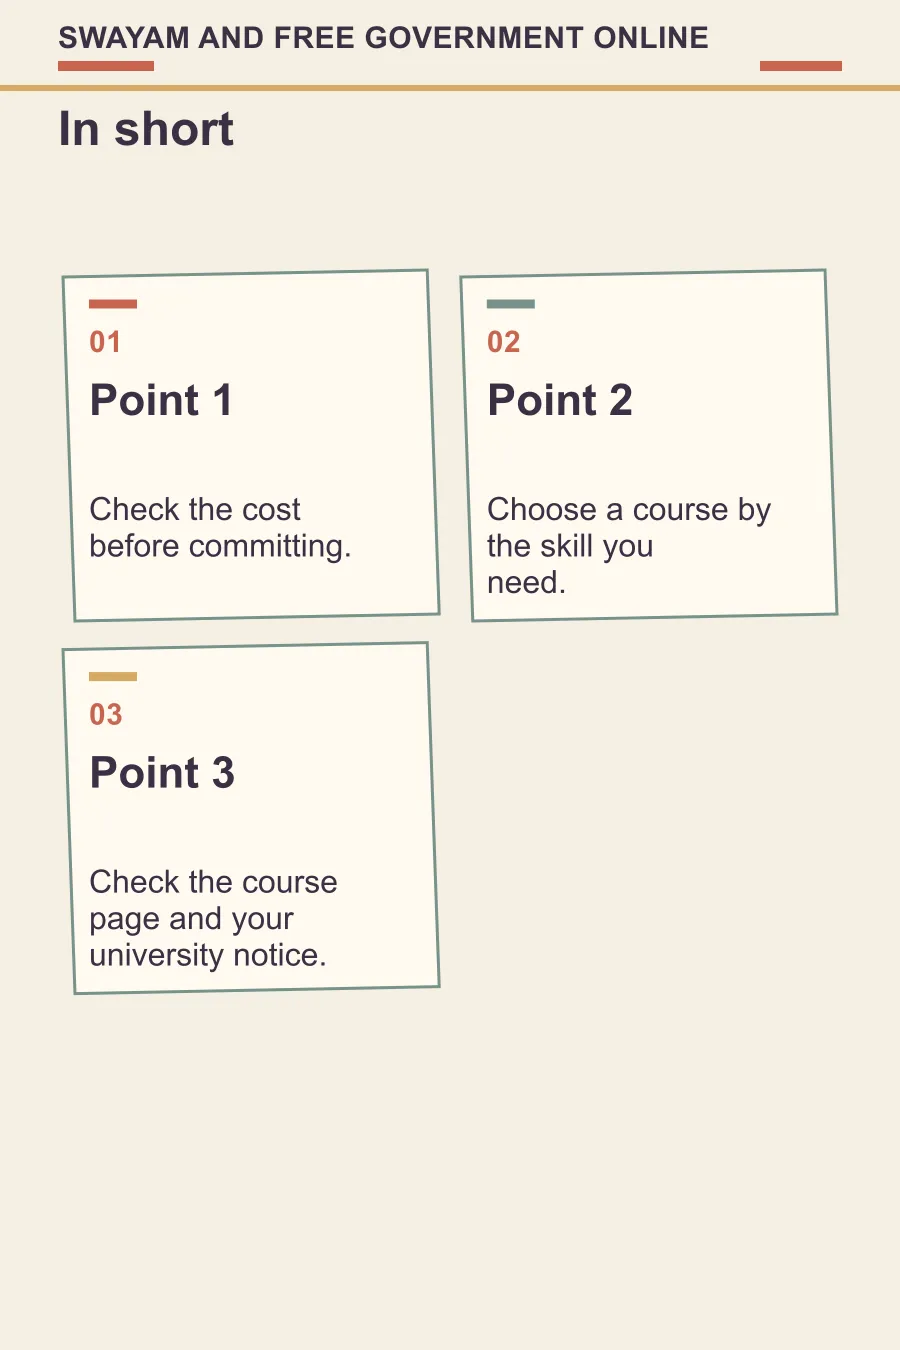 SWAYAM AND FREE GOVERNMENT ONLINE
In short
01
Point 1
Check the cost
before committing.
02
Point 2
Choose a course by
the skill you
need.
03
Point 3
Check the course
page and your
university notice.